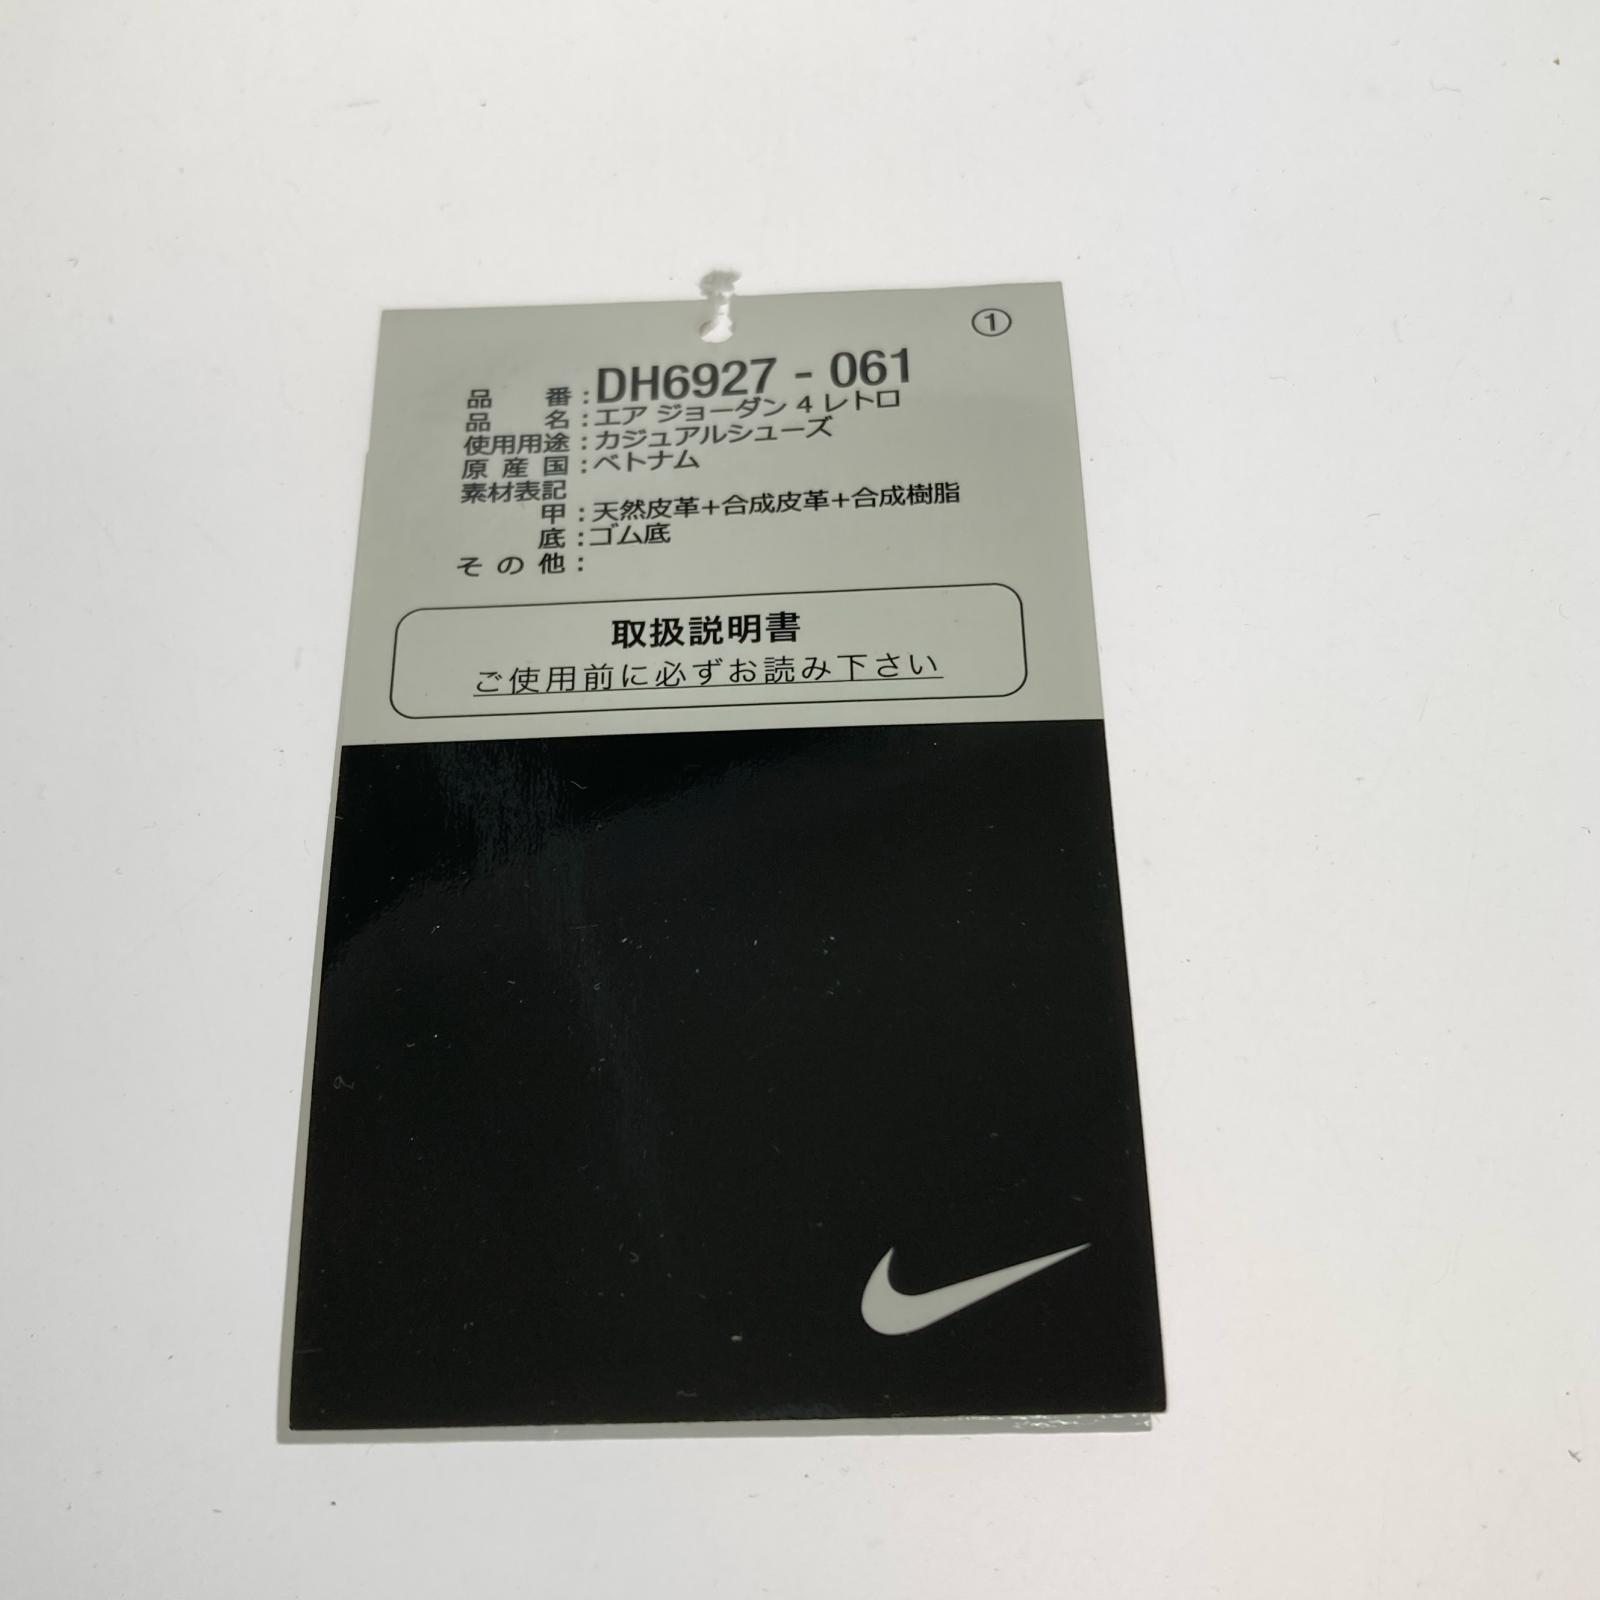 ①
品番:DH6927-061
品名:エア ジョーダン 4 レトロ
使用用途:カジュアルシューズ
原産国:ベトナム
素材表記
甲:天然皮革+合成皮革+合成樹脂
底:ゴム底
その他:
取扱説明書
ご使用前に必ずお読み下さい